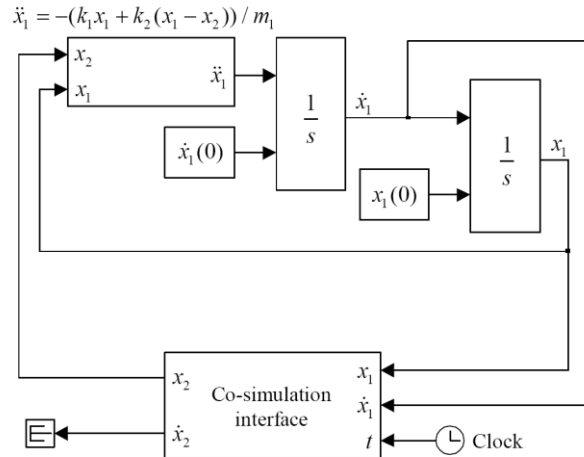 ẍ₁ = −(k₁x₁ + k₂(x₁ − x₂)) / m₁
x₂
ẍ₁
x₁
1/s
ẋ₁
ẋ₁(0)
1/s
x₁
x₁(0)
x₂
Co-simulation
interface
x₁
ẋ₁
ẋ₂
t
Clock